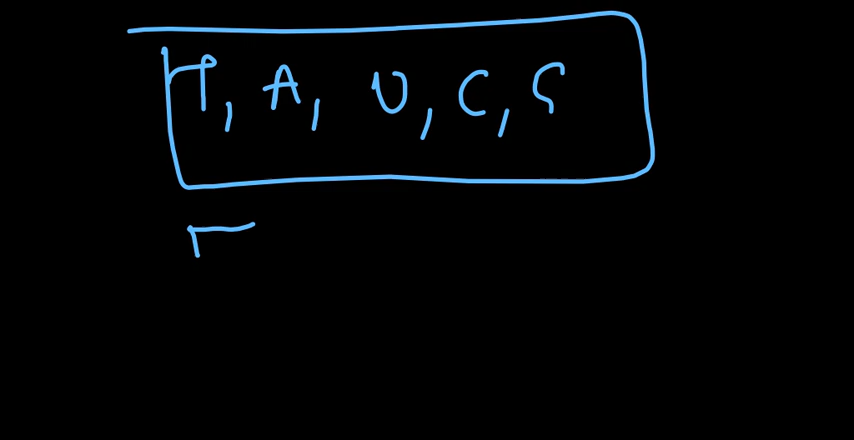 T, A, U, C, G